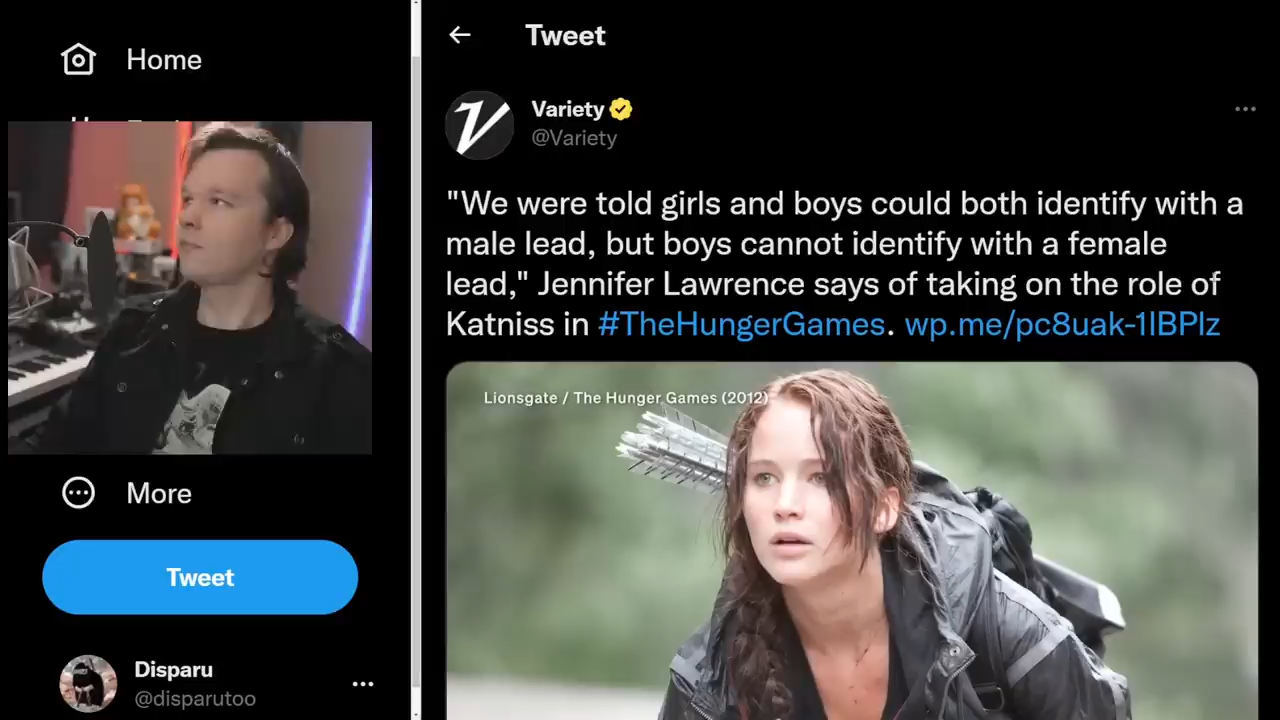 Home
More
Tweet
Disparu
@disparutoo
Tweet
Variety
@Variety
"We were told girls and boys could both identify with a
male lead, but boys cannot identify with a female
lead," Jennifer Lawrence says of taking on the role of
Katniss in #TheHungerGames. wp.me/pc8uak-1lBPlz
Lionsgate / The Hunger Games (2012)